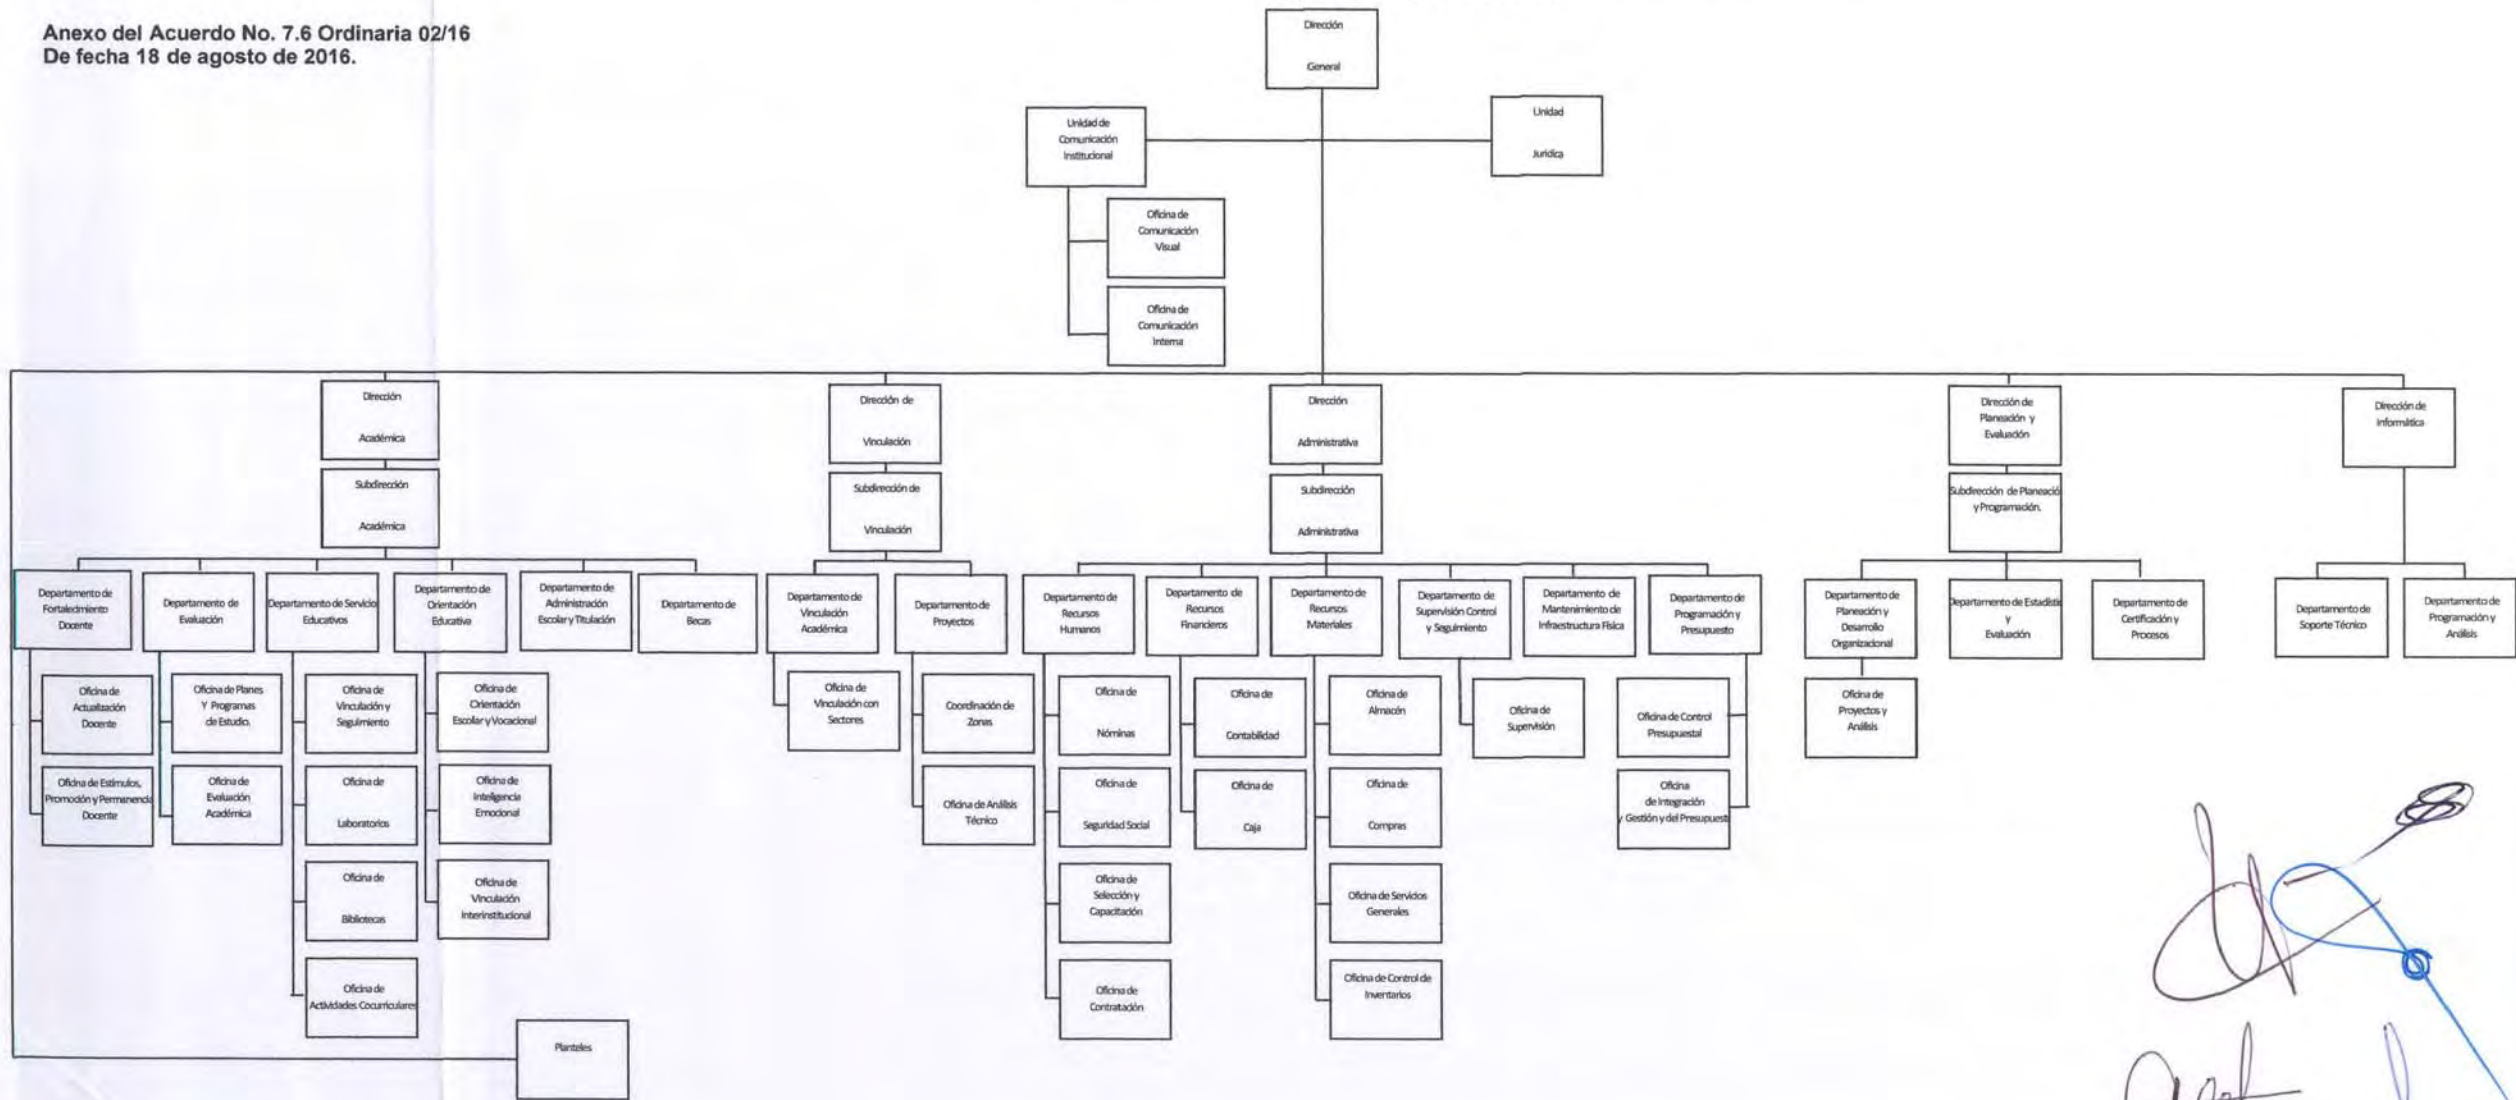 Anexo del Acuerdo No. 7.6 Ordinaria 02/16
De fecha 18 de agosto de 2016.
Dirección
General
Unidad de
Comunicación
Institucional
Unidad
Jurídica
Oficina de
Comunicación
Visual
Oficina de
Comunicación
Interna
Dirección
Académica
Dirección de
Vinculación
Dirección
Administrativa
Dirección de
Planeación y
Evaluación
Dirección de
Informática
Subdirección
Académica
Subdirección de
Vinculación
Subdirección
Administrativa
Subdirección de Planeació
y Programación.
Departamento de
Fortalecimiento
Docente
Departamento de
Evaluación
Departamento de Servicio
Educativos
Departamento de
Orientación
Educativa
Departamento de
Administración
Escolar y Titulación
Departamento de
Becas
Departamento de
Vinculación
Académica
Departamento de
Proyectos
Departamento de
Recursos
Humanos
Departamento de
Recursos
Financieros
Departamento de
Recursos
Materiales
Departamento de
Supervisión Control
y Seguimiento
Departamento de
Mantenimiento de
Infraestructura Física
Departamento de
Programación y
Presupuesto
Departamento de
Planeación y
Desarrollo
Organizacional
Departamento de Estadísti
y
Evaluación
Departamento de
Certificación y
Procesos
Departamento de
Soporte Técnico
Departamento de
Programación y
Análisis
Oficina de
Actualización
Docente
Oficina de Planes
Y Programas
de Estudio.
Oficina de
Vinculación y
Seguimiento
Oficina de
Orientación
Escolar y Vocacional
Oficina de
Vinculación con
Sectores
Coordinación de
Zonas
Oficina de
Nóminas
Oficina de
Contabilidad
Oficina de
Almacén
Oficina de
Supervisión
Oficina de Control
Presupuestal
Oficina de
Proyectos y
Análisis
Oficina de Estímulos,
Promoción y Permanencia
Docente
Oficina de
Evaluación
Académica
Oficina de
Laboratorios
Oficina de
Inteligencia
Emocional
Oficina de Análisis
Técnico
Oficina de
Seguridad Social
Oficina de
Caja
Oficina de
Compras
Oficina
de Integración
y Gestión y del Presupuest
Oficina de
Bibliotecas
Oficina de
Vinculación
Interinstitucional
Oficina de
Selección y
Capacitación
Oficina de Servicios
Generales
Oficina de
Actividades Cocurriculares
Oficina de
Contratación
Oficina de Control de
Inventarios
Planteles